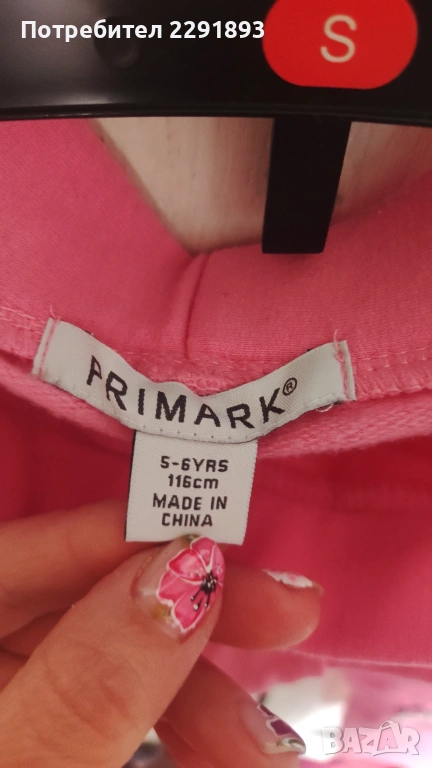 Потребител 2291893
S
PRIMARK®
5-6YRS
116cm
MADE IN
CHINA
BAZAR